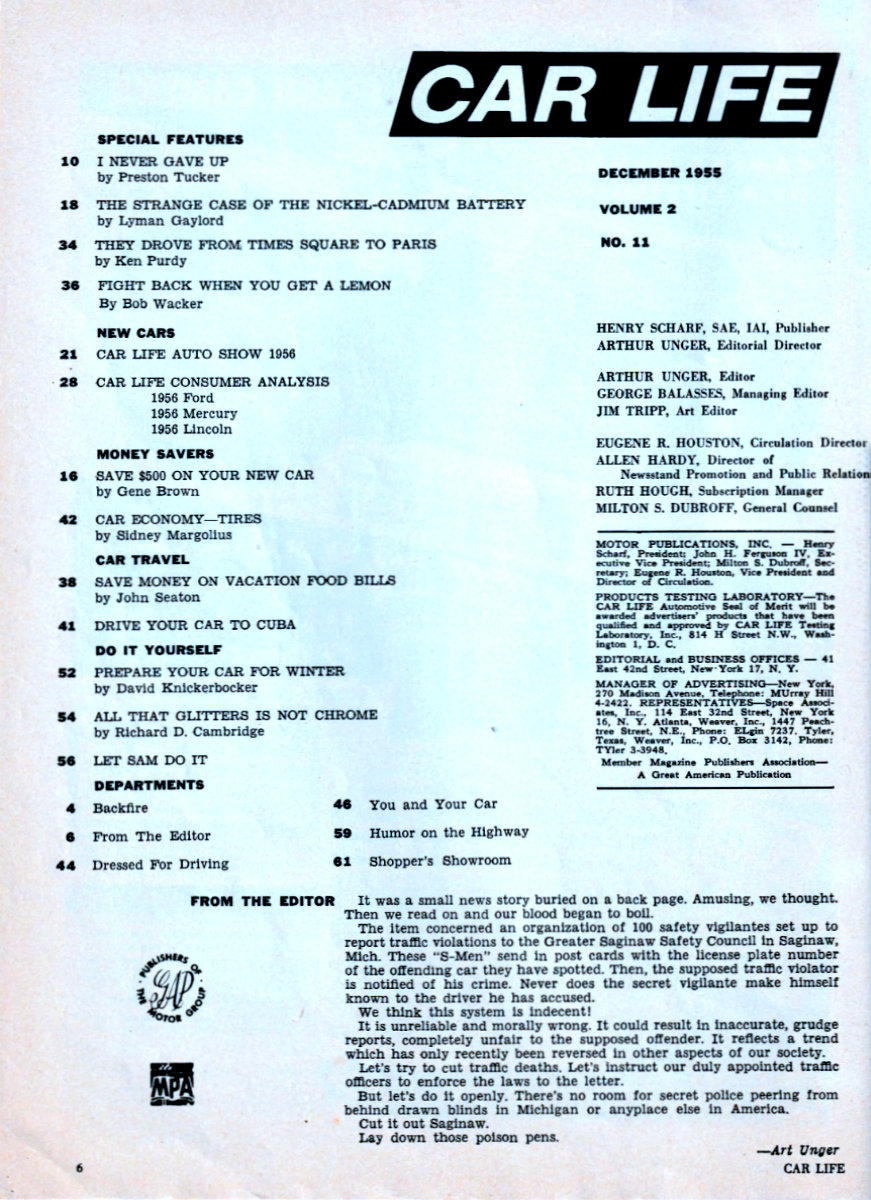 CAR LIFE
SPECIAL FEATURES
10 I NEVER GAVE UP
by Preston Tucker
18 THE STRANGE CASE OF THE NICKEL-CADMIUM BATTERY
by Lyman Gaylord
34 THEY DROVE FROM TIMES SQUARE TO PARIS
by Ken Purdy
36 FIGHT BACK WHEN YOU GET A LEMON
By Bob Wacker
NEW CARS
21 CAR LIFE AUTO SHOW 1956
28 CAR LIFE CONSUMER ANALYSIS
1956 Ford
1956 Mercury
1956 Lincoln
MONEY SAVERS
16 SAVE $500 ON YOUR NEW CAR
by Gene Brown
42 CAR ECONOMY—TIRES
by Sidney Margolius
CAR TRAVEL
38 SAVE MONEY ON VACATION FOOD BILLS
by John Seaton
41 DRIVE YOUR CAR TO CUBA
DO IT YOURSELF
52 PREPARE YOUR CAR FOR WINTER
by David Knickerbocker
54 ALL THAT GLITTERS IS NOT CHROME
by Richard D. Cambridge
56 LET SAM DO IT
DEPARTMENTS
4 Backfire
6 From The Editor
44 Dressed For Driving
46 You and Your Car
59 Humor on the Highway
61 Shopper's Showroom
DECEMBER 1955
VOLUME 2
NO. 11
HENRY SCHARF, SAE, IAI, Publisher
ARTHUR UNGER, Editorial Director
ARTHUR UNGER, Editor
GEORGE BALASSES, Managing Editor
JIM TRIPP, Art Editor
EUGENE R. HOUSTON, Circulation Director
ALLEN HARDY, Director of
Newsstand Promotion and Public Relation
RUTH HOUGH, Subscription Manager
MILTON S. DUBROFF, General Counsel
MOTOR PUBLICATIONS, INC. — Henry
Scharf, President; John H. Ferguson IV, Ex-
ecutive Vice President; Milton S. Dubroff, Sec-
retary; Eugene R. Houston, Vice President and
Director of Circulation.
PRODUCTS TESTING LABORATORY—The
CAR LIFE Automotive Seal of Merit will be
awarded advertisers' products that have been
qualified and approved by CAR LIFE Testing
Laboratory, Inc., 814 H Street N.W., Wash-
ington 1, D. C.
EDITORIAL and BUSINESS OFFICES — 41
East 42nd Street, New York 17, N. Y.
MANAGER OF ADVERTISING—New York,
270 Madison Avenue, Telephone: MUrray Hill
4-2422. REPRESENTATIVES—Space Associ-
ates, Inc., 114 East 32nd Street, New York
16, N. Y. Atlanta, Weaver, Inc., 1447 Peach-
tree Street, N.E., Phone: ELgin 7237. Tyler,
Texas, Weaver, Inc., P.O. Box 3142, Phone:
TYler 3-3948.
Member Magazine Publishers Association—
A Great American Publication
FROM THE EDITOR
It was a small news story buried on a back page. Amusing, we thought.
Then we read on and our blood began to boil.
The item concerned an organization of 100 safety vigilantes set up to
report traffic violations to the Greater Saginaw Safety Council in Saginaw,
Mich. These "S-Men" send in post cards with the license plate number
of the offending car they have spotted. Then, the supposed traffic violator
is notified of his crime. Never does the secret vigilante make himself
known to the driver he has accused.
We think this system is indecent!
It is unreliable and morally wrong. It could result in inaccurate, grudge
reports, completely unfair to the supposed offender. It reflects a trend
which has only recently been reversed in other aspects of our society.
Let's try to cut traffic deaths. Let's instruct our duly appointed traffic
officers to enforce the laws to the letter.
But let's do it openly. There's no room for secret police peering from
behind drawn blinds in Michigan or anyplace else in America.
Cut it out Saginaw.
Lay down those poison pens.
—Art Unger
PUBLISHERS OF
GAP
THE MOTOR GROUP
MPA
6
CAR LIFE